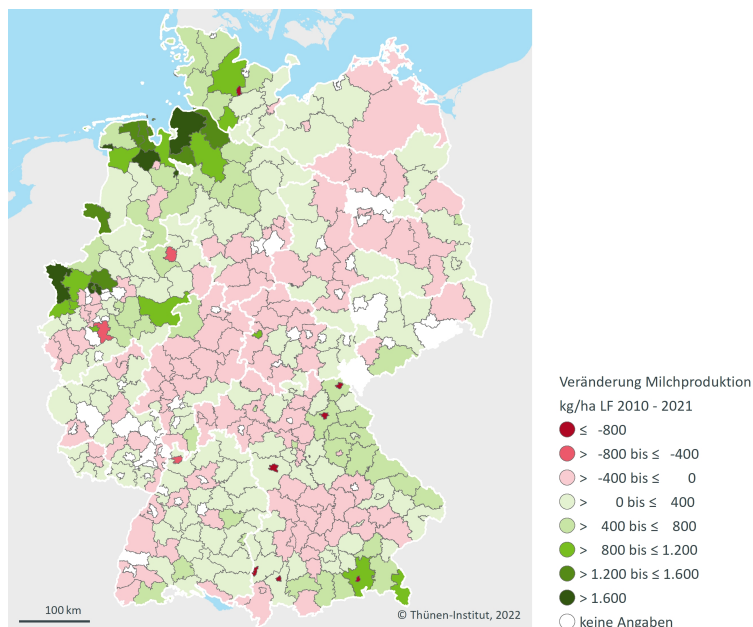 Veränderung Milchproduktion
kg/ha LF 2010 - 2021
≤ -800
> -800 bis ≤ -400
> -400 bis ≤ 0
> 0 bis ≤ 400
> 400 bis ≤ 800
> 800 bis ≤ 1.200
> 1.200 bis ≤ 1.600
> 1.600
keine Angaben
100 km
© Thünen-Institut, 2022